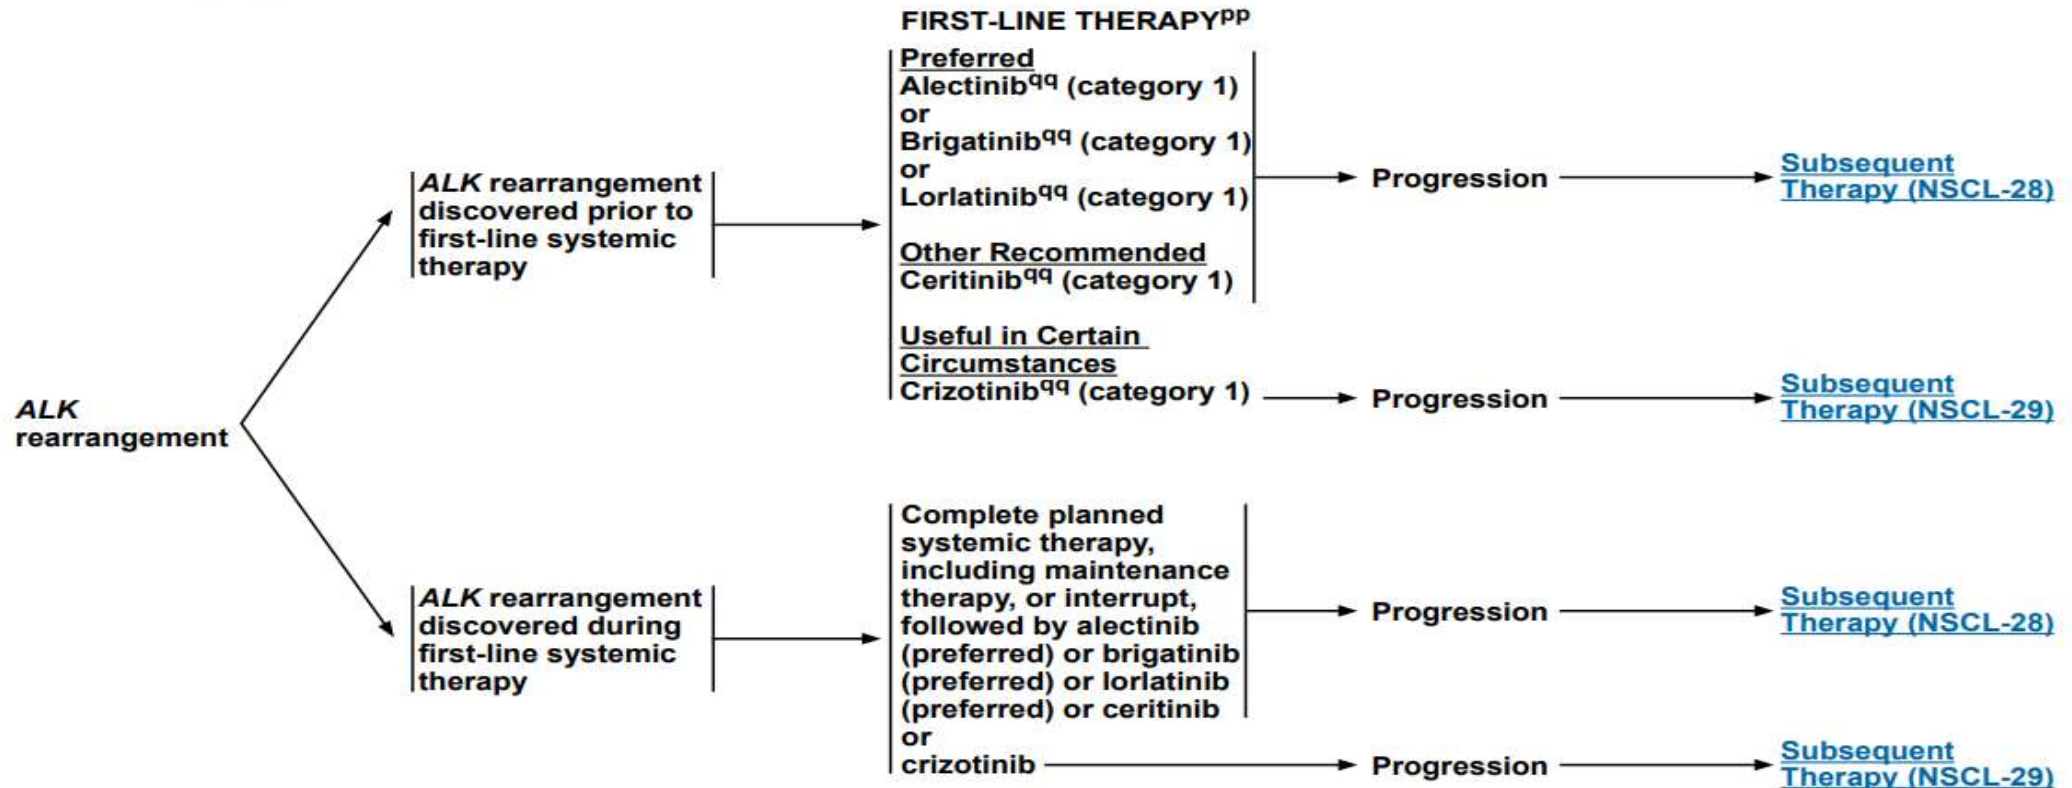 FIRST-LINE THERAPYpp
Preferred
Alectinibqq (category 1)
or
Brigatinibqq (category 1)
or
Lorlatinibqq (category 1)
Other Recommended
Ceritinibqq (category 1)
Useful in Certain
Circumstances
Crizotinibqq (category 1)
ALK rearrangement
discovered prior to
first-line systemic
therapy
Progression
Subsequent
Therapy (NSCL-28)
Progression
Subsequent
Therapy (NSCL-29)
ALK
rearrangement
ALK rearrangement
discovered during
first-line systemic
therapy
Complete planned
systemic therapy,
including maintenance
therapy, or interrupt,
followed by alectinib
(preferred) or brigatinib
(preferred) or lorlatinib
(preferred) or ceritinib
or
crizotinib
Progression
Subsequent
Therapy (NSCL-28)
Progression
Subsequent
Therapy (NSCL-29)